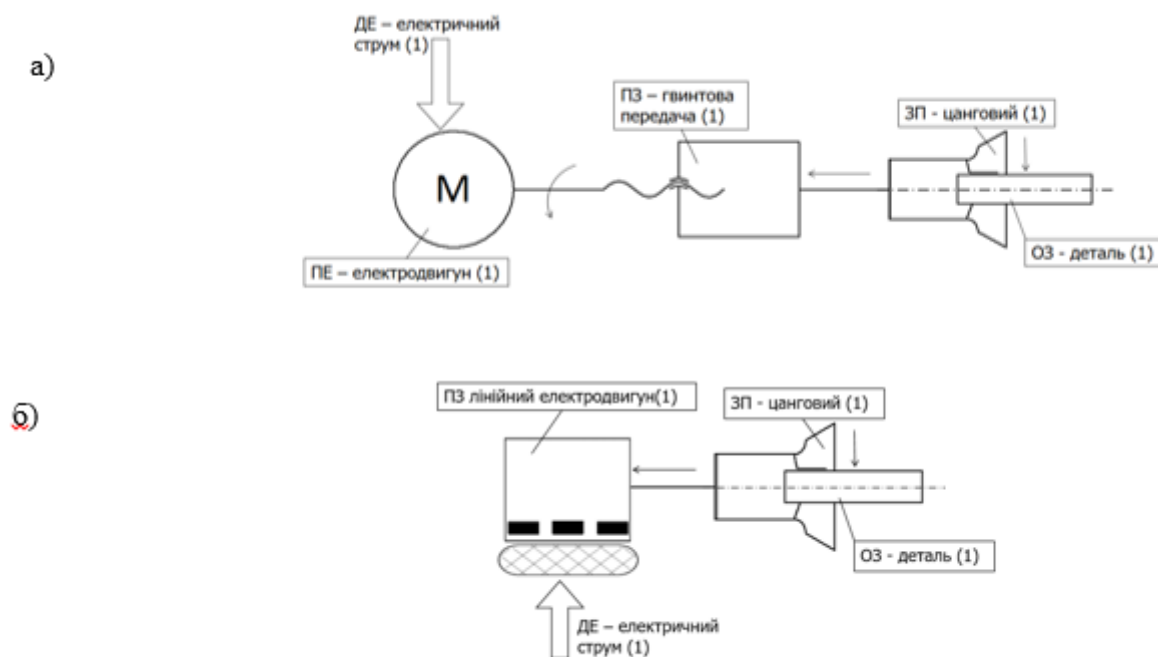 а)
ДЕ – електричний
струм (1)
ПЗ – гвинтова
передача (1)
ЗП - цанговий (1)
М
ОЗ - деталь (1)
ПЕ – електродвигун (1)
б)
ПЗ лінійний електродвигун(1)
ЗП - цанговий (1)
ОЗ - деталь (1)
ДЕ – електричний
струм (1)